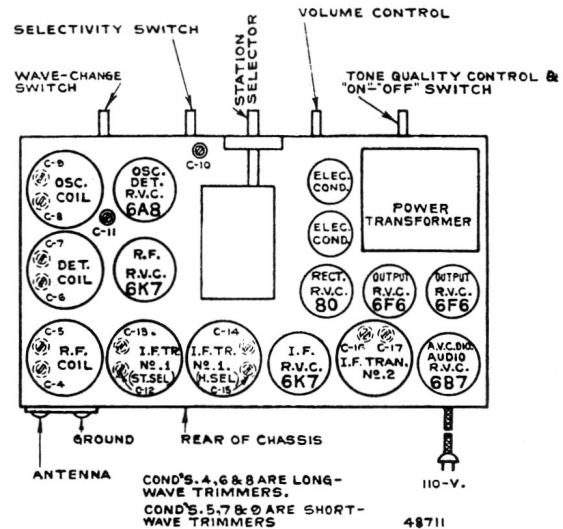 VOLUME CONTROL
SELECTIVITY SWITCH
STATION
SELECTOR
WAVE-CHANGE
SWITCH
TONE QUALITY CONTROL &
"ON"-"OFF" SWITCH
C-9
OSC.
COIL
C-8
OSC.
DET.
R.V.C.
6A8
C-10
C-11
ELEC.
COND.
ELEC.
COND.
POWER
TRANSFORMER
C-7
DET.
COIL
C-6
R.F.
R.V.C.
6K7
RECT.
R.V.C.
80
OUTPUT
R.V.C.
6F6
OUTPUT
R.V.C.
6F6
C-5
R.F.
COIL
C-4
C-13
I.F.TR.
No.1
(ST.SEL)
C-12
C-14
I.F.TR.
No.1.
(H.SEL)
C-15
I.F.
R.V.C.
6K7
C-16 C-17
I.F. TRAN.
No.2
A.V.C.DIO.
AUDIO
R.V.C.
6B7
GROUND
REAR OF CHASSIS
ANTENNA
110-V.
COND'S.4,6&8 ARE LONG-
WAVE TRIMMERS.
COND'S.5,7&9 ARE SHORT-
WAVE TRIMMERS
48711